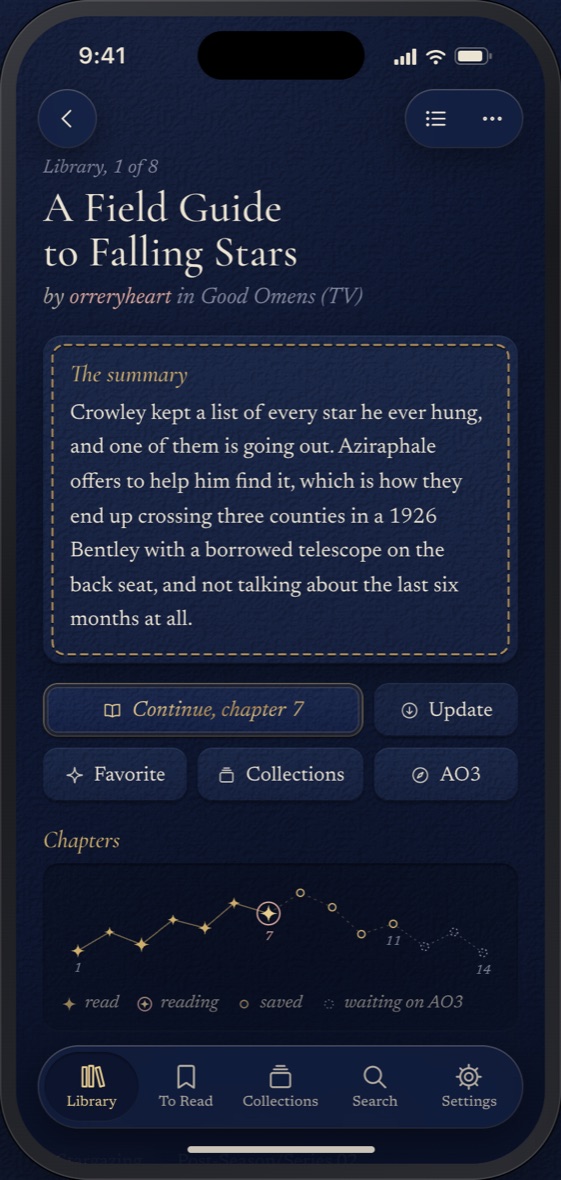 9:41
Library, 1 of 8
A Field Guide
to Falling Stars
by orreryheart in Good Omens (TV)
The summary
Crowley kept a list of every star he ever hung,
and one of them is going out. Aziraphale
offers to help him find it, which is how they
end up crossing three counties in a 1926
Bentley with a borrowed telescope on the
back seat, and not talking about the last six
months at all.
Continue, chapter 7
Update
Favorite
Collections
AO3
Chapters
1
7
11
14
read
reading
saved
waiting on AO3
Library
To Read
Collections
Search
Settings